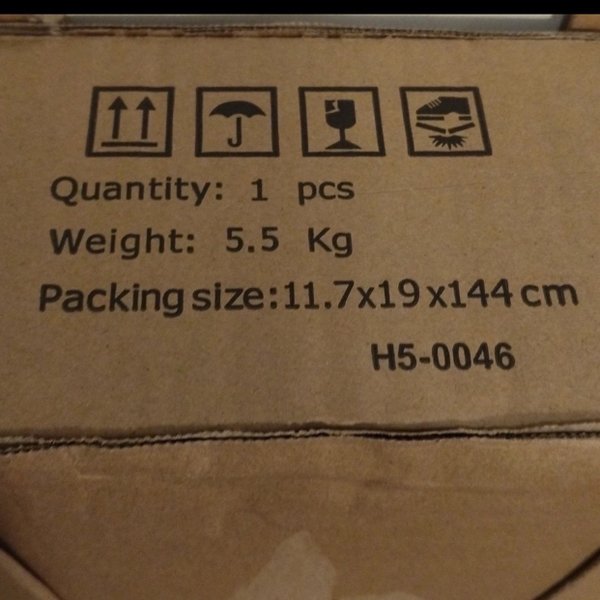 Quantity: 1 pcs
Weight: 5.5 Kg
Packing size:11.7x19x144 cm
H5-0046